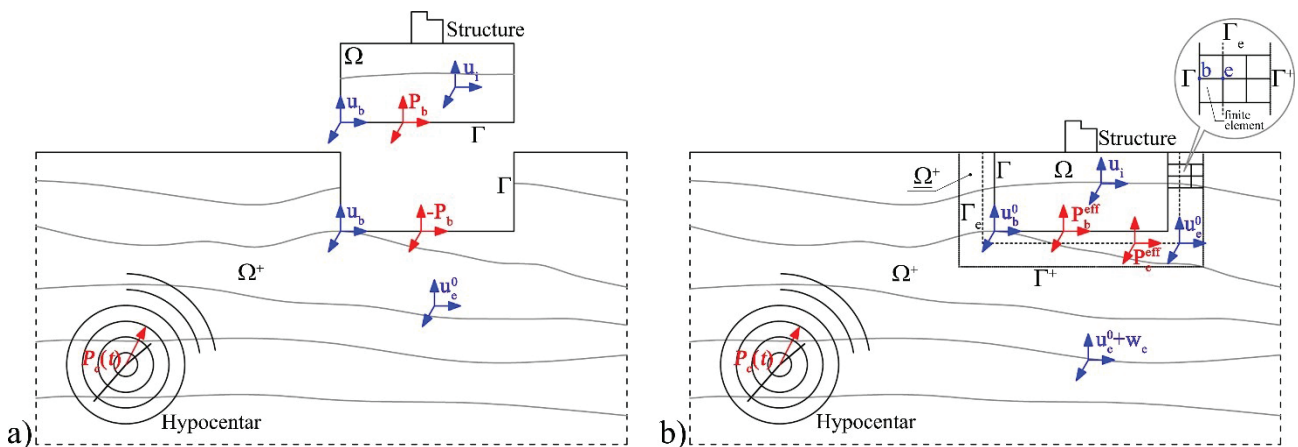 Structure
Ω
u_i
u_b
P_b
Γ
Γ
u_b
-P_b
Ω⁺
u_e^0
P_e(t)
Hypocentar
a)
Γ_e
Γ b e Γ⁺
finite
element
Structure
Ω⁺
Γ
Ω
u_i
Γ_e
u_b^0
P_b^eff
u_e^0
P_e^eff
Ω⁺
Γ⁺
u_e^0+w_e
P_e(t)
Hypocentar
b)